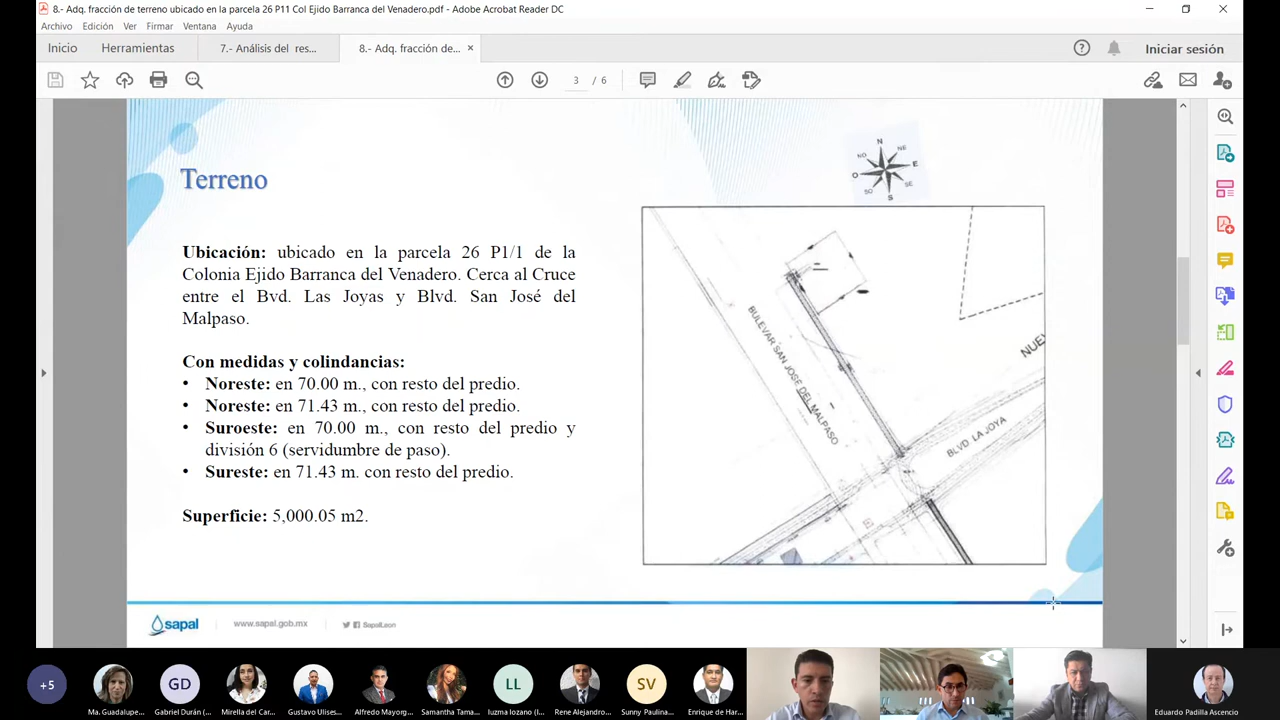 8.- Adq. fracción de terreno ubicado en la parcela 26 P11 Col Ejido Barranca del Venadero.pdf - Adobe Acrobat Reader DC
Archivo Edición Ver Firmar Ventana Ayuda
Inicio Herramientas 7.- Análisis del res... 8.- Adq. fracción de... × Iniciar sesión
3 / 6
Terreno
N
NO NE
O E
SO SE
S
Ubicación: ubicado en la parcela 26 P1/1 de la
Colonia Ejido Barranca del Venadero. Cerca al Cruce
entre el Bvd. Las Joyas y Blvd. San José del
Malpaso.
Con medidas y colindancias:
• Noreste: en 70.00 m., con resto del predio.
• Noreste: en 71.43 m., con resto del predio.
• Suroeste: en 70.00 m., con resto del predio y
división 6 (servidumbre de paso).
• Sureste: en 71.43 m. con resto del predio.
Superficie: 5,000.05 m2.
BULEVAR SAN JOSE DEL MALPASO
NUEV
BLVD LA JOYA
sapal www.sapal.gob.mx SapalLeon
+5 GD LL SV
Ma. Guadalupe... Gabriel Durán (... Mirella del Car... Gustavo Ulises... Alfredo Mayorg... Samantha Tama... luzma lozano (I... Rene Alejandro... Sunny Paulina... Enrique de Har... Eduardo Padilla Ascencio